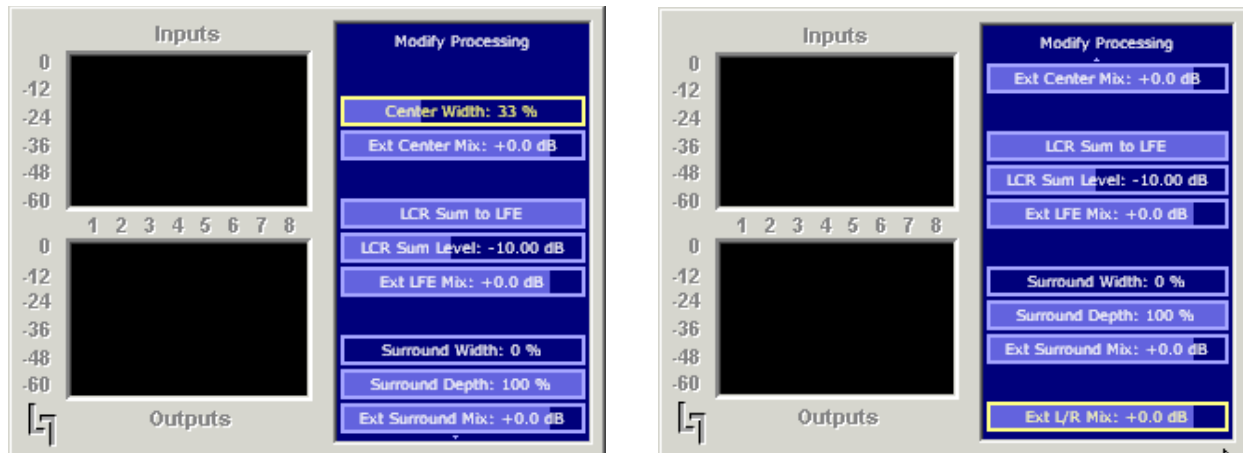 Inputs
0
-12
-24
-36
-48
-60
1 2 3 4 5 6 7 8
0
-12
-24
-36
-48
-60
Outputs
Modify Processing
Center Width: 33 %
Ext Center Mix: +0.0 dB
LCR Sum to LFE
LCR Sum Level: -10.00 dB
Ext LFE Mix: +0.0 dB
Surround Width: 0 %
Surround Depth: 100 %
Ext Surround Mix: +0.0 dB
Inputs
0
-12
-24
-36
-48
-60
1 2 3 4 5 6 7 8
0
-12
-24
-36
-48
-60
Outputs
Modify Processing
Ext Center Mix: +0.0 dB
LCR Sum to LFE
LCR Sum Level: -10.00 dB
Ext LFE Mix: +0.0 dB
Surround Width: 0 %
Surround Depth: 100 %
Ext Surround Mix: +0.0 dB
Ext L/R Mix: +0.0 dB